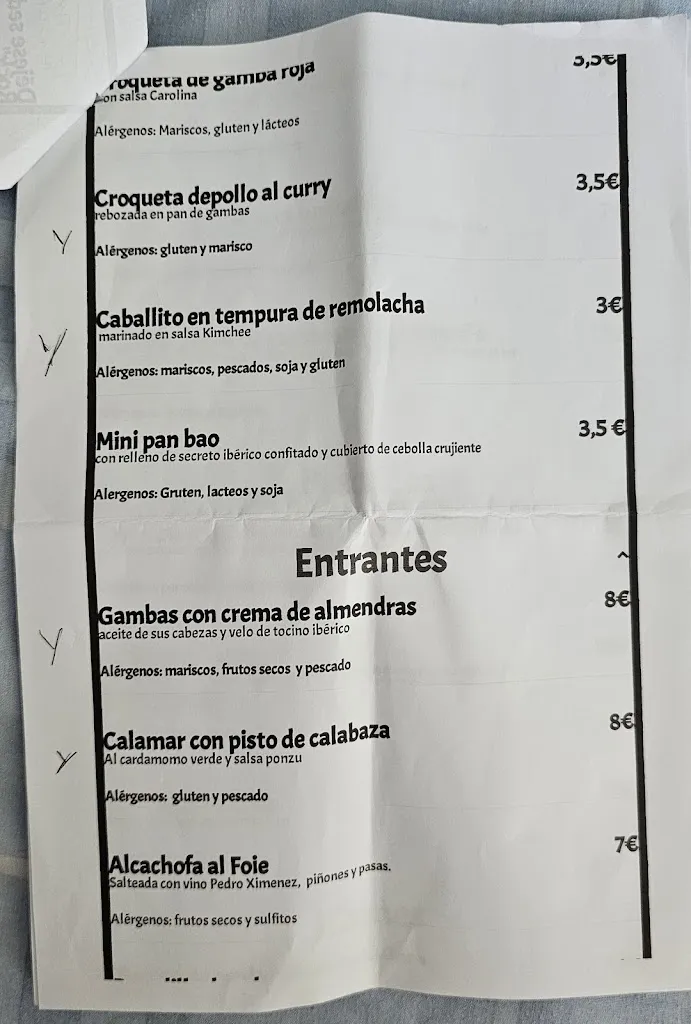 roqueta de gamba roja 3,5€
con salsa Carolina
Alérgenos: Mariscos, gluten y lácteos
Croqueta depollo al curry 3,5€
rebozada en pan de gambas
Y
Alérgenos: gluten y marisco
Caballito en tempura de remolacha 3€
marinado en salsa Kimchee
Y
Alérgenos: mariscos, pescados, soja y gluten
Mini pan bao 3,5 €
con relleno de secreto ibérico confitado y cubierto de cebolla crujiente
Alergenos: Gruten, lacteos y soja
Entrantes
Gambas con crema de almendras 8€
aceite de sus cabezas y velo de tocino ibérico
Y
Alérgenos: mariscos, frutos secos y pescado
Calamar con pisto de calabaza 8€
Al cardamomo verde y salsa ponzu
Y
Alérgenos: gluten y pescado
Alcachofa al Foie 7€
Salteada con vino Pedro Ximenez, piñones y pasas.
Alérgenos: frutos secos y sulfitos